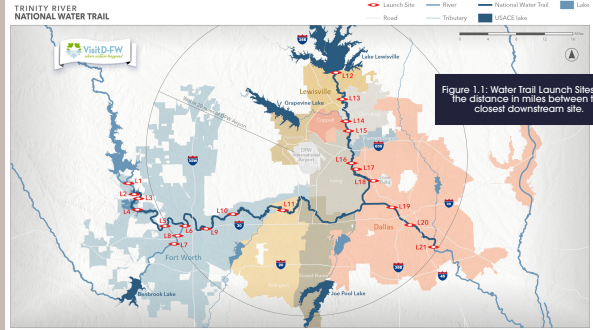 TRINITY RIVER
NATIONAL WATER TRAIL
Launch Site
River
National Water Trail
Lake
Road
Tributary
USACE lake
Visit D-FW
Lake Lewisville
L12
Lewisville
L13
Grapevine Lake
Figure 1.1: Water Trail Launch Sites
the distance in miles between
closest downstream site.
L14
L15
DFW
International
Airport
L16
L17
L18
L1
L2
L3
L4
L5
L6
L7
L8
L9
L10
L11
L19
L20
L21
Dallas
Fort Worth
Benbrook Lake
Joe Pool Lake